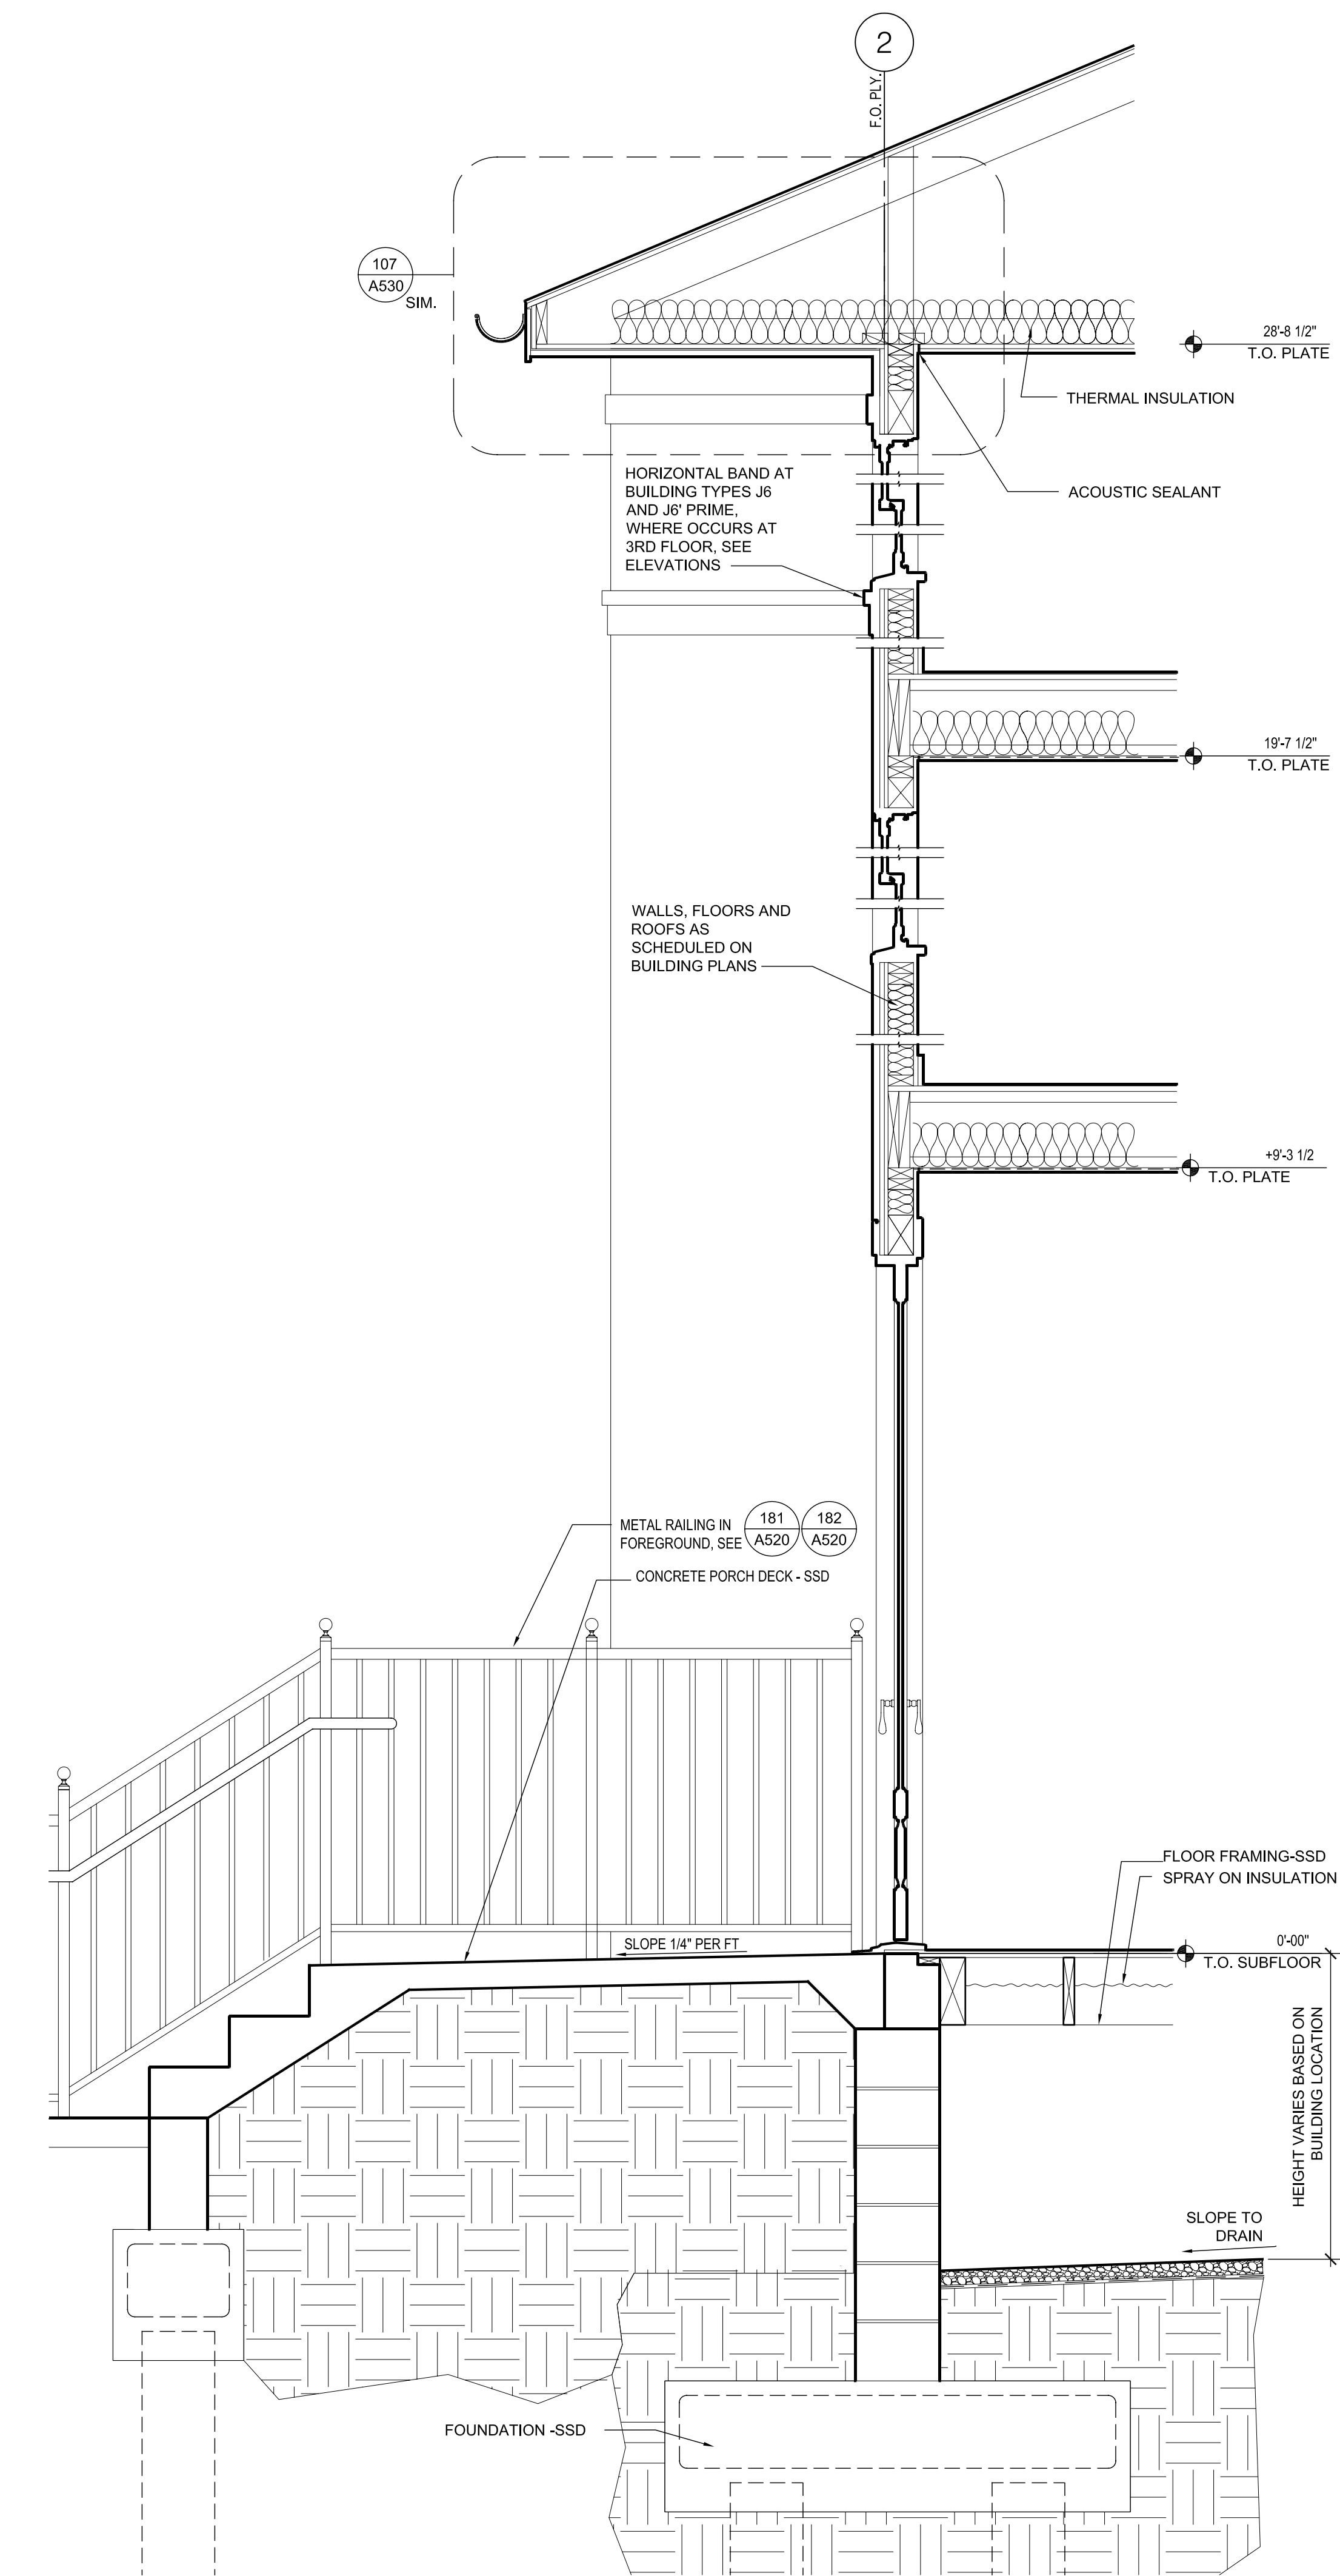 2
F.O. PLY.
107
A530
SIM.
28'-8 1/2"
T.O. PLATE
THERMAL INSULATION
ACOUSTIC SEALANT
HORIZONTAL BAND AT
BUILDING TYPES J6
AND J6' PRIME,
WHERE OCCURS AT
3RD FLOOR, SEE
ELEVATIONS
19'-7 1/2"
T.O. PLATE
WALLS, FLOORS AND
ROOFS AS
SCHEDULED ON
BUILDING PLANS
+9'-3 1/2
T.O. PLATE
METAL RAILING IN
FOREGROUND, SEE
181
A520
182
A520
CONCRETE PORCH DECK - SSD
FLOOR FRAMING-SSD
SPRAY ON INSULATION
SLOPE 1/4" PER FT
0'-00"
T.O. SUBFLOOR
HEIGHT VARIES BASED ON
BUILDING LOCATION
SLOPE TO
DRAIN
FOUNDATION -SSD